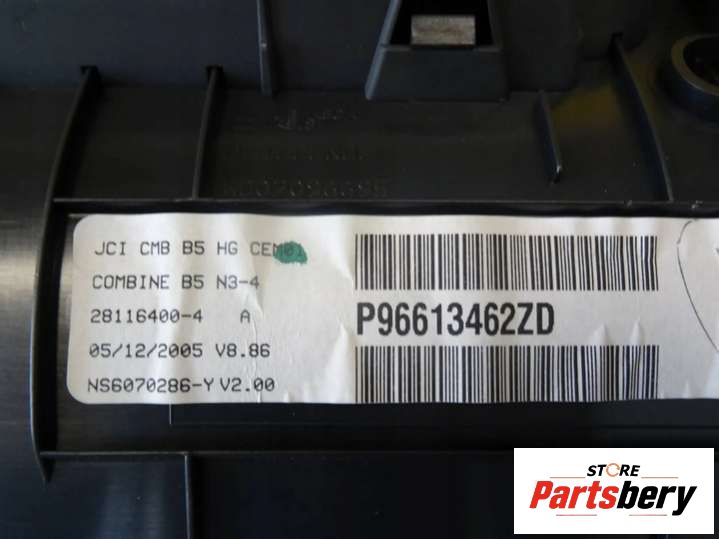 JCI CMB B5 HG CEM01
COMBINE B5 N3-4
28116400-4 A
05/12/2005 V8.86
NS6070286-Y V2.00
P96613462ZD
STORE
Partsbery